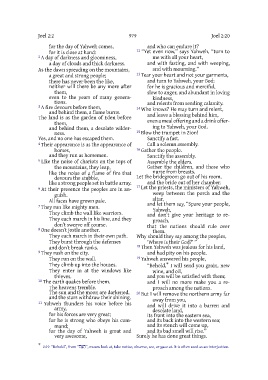 Joel 2:2
979
Joel 2:20
for the day of Yahweh comes,
for it is close at hand:
2 A day of darkness and gloominess,
a day of clouds and thick darkness.
As the dawn spreading on the mountains,
a great and strong people;
there has never been the like,
neither will there be any more after
them,
even to the years of many genera-
tions.
3 A fire devours before them,
and behind them, a flame burns.
The land is as the garden of Eden before
them,
and behind them, a desolate wilder-
ness.
Yes, and no one has escaped them.
4 Their appearance is as the appearance of
horses,
and they run as horsemen.
5 Like the noise of chariots on the tops of
the mountains, they leap,
like the noise of a flame of fire that
devours the stubble,
like a strong people set in battle array.
6 At their presence the peoples are in an-
guish.
All faces have grown pale.
7 They run like mighty men.
They climb the wall like warriors.
They each march in his line, and they
don't swerve off course.
8 One doesn't jostle another;
They each march in their own path.
They burst through the defenses
and don't break ranks.
9 They rush on the city.
They run on the wall.
They climb up into the houses.
They enter in at the windows like
thieves.
10 The earth quakes before them.
The heavens tremble.
The sun and the moon are darkened,
and the stars withdraw their shining.
11 Yahweh thunders his voice before his
army,
for his forces are very great;
for he is strong who obeys his com-
mand;
for the day of Yahweh is great and
very awesome,
and who can endure it?
12 "Yet even now," says Yahweh, "turn to
me with all your heart,
and with fasting, and with weeping,
and with mourning."
13 Tear your heart and not your garments,
and turn to Yahweh, your God;
for he is gracious and merciful,
slow to anger, and abundant in loving
kindness,
and relents from sending calamity.
14 Who knows? He may turn and relent,
and leave a blessing behind him,
even a meal offering and a drink offer-
ing to Yahweh, your God.
15 Blow the trumpet in Zion!
Sanctify a fast.
Call a solemn assembly.
16 Gather the people.
Sanctify the assembly.
Assemble the elders.
Gather the children, and those who
nurse from breasts.
Let the bridegroom go out of his room,
and the bride out of her chamber.
17 Let the priests, the ministers of Yahweh,
weep between the porch and the
altar,
and let them say, "Spare your people,
Yahweh,
and don't give your heritage to re-
proach,
that the nations should rule over
them.
Why should they say among the peoples,
'Where is their God?'"
18 Then Yahweh was jealous for his land,
and had pity on his people.
19 Yahweh answered his people,
"Behold,* I will send you grain, new
wine, and oil,
and you will be satisfied with them;
and I will no more make you a re-
proach among the nations.
20 But I will remove the northern army far
away from you,
and will drive it into a barren and
desolate land,
its front into the eastern sea,
and its back into the western sea;
and its stench will come up,
and its bad smell will rise."
Surely he has done great things.